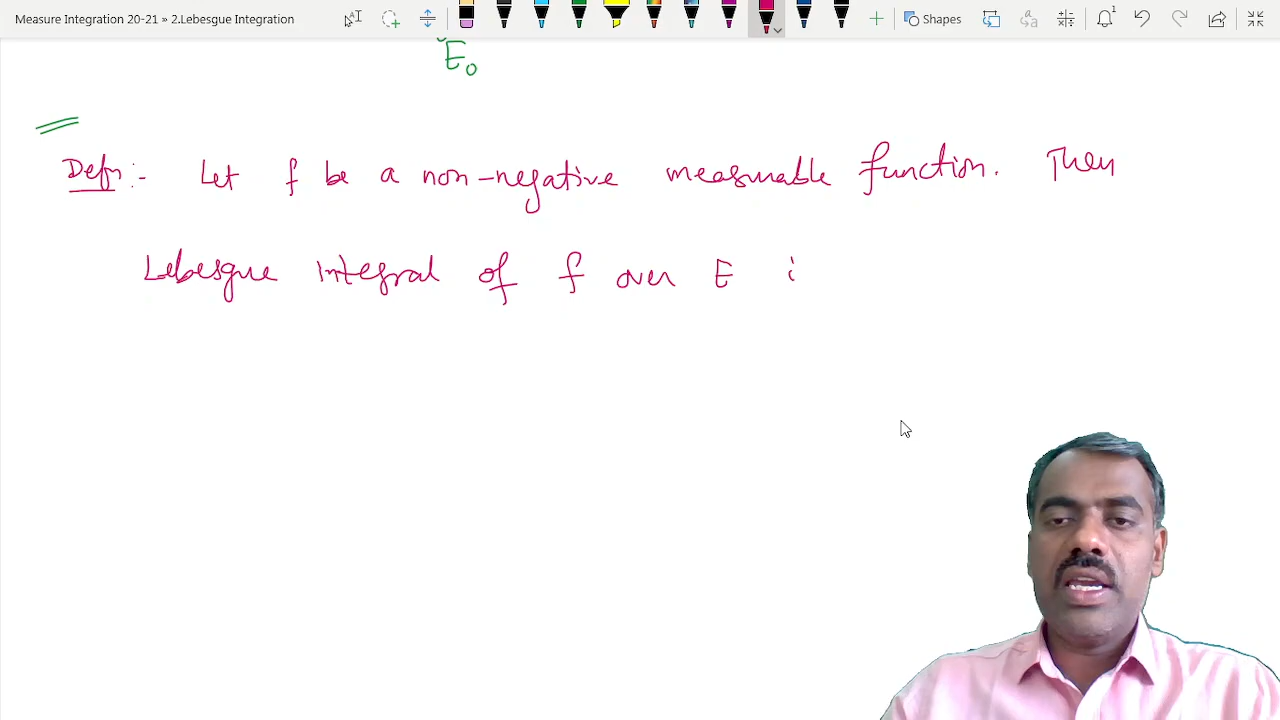 Measure Integration 20-21 » 2.Lebesgue Integration
Shapes
E₀
Defn:- Let f be a non-negative measurable function. Then
Lebesgue integral of f over E i